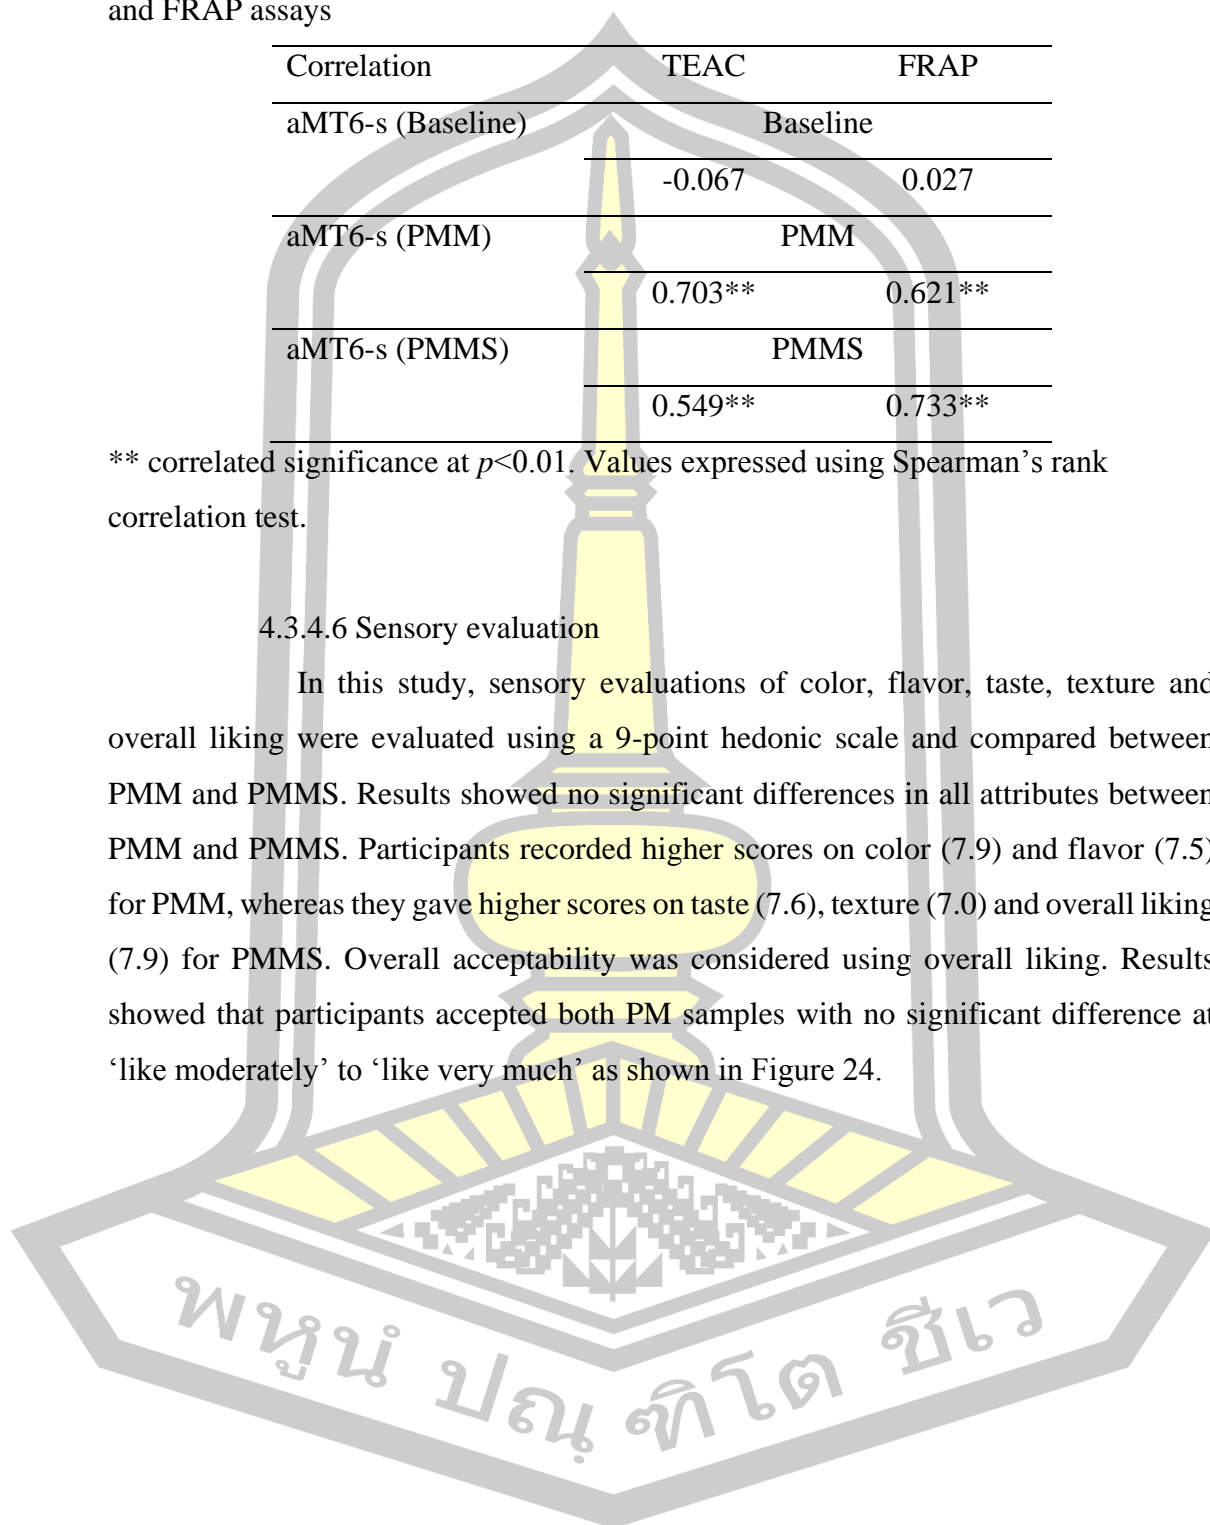 and FRAP assays
Correlation TEAC FRAP
aMT6-s (Baseline) Baseline
-0.067 0.027
aMT6-s (PMM) PMM
0.703** 0.621**
aMT6-s (PMMS) PMMS
0.549** 0.733**
** correlated significance at p<0.01. Values expressed using Spearman’s rank
correlation test.
4.3.4.6 Sensory evaluation
In this study, sensory evaluations of color, flavor, taste, texture and
overall liking were evaluated using a 9-point hedonic scale and compared between
PMM and PMMS. Results showed no significant differences in all attributes between
PMM and PMMS. Participants recorded higher scores on color (7.9) and flavor (7.5)
for PMM, whereas they gave higher scores on taste (7.6), texture (7.0) and overall liking
(7.9) for PMMS. Overall acceptability was considered using overall liking. Results
showed that participants accepted both PM samples with no significant difference at
‘like moderately’ to ‘like very much’ as shown in Figure 24.
พหูนํ ปณฺฑิโต ชีเว